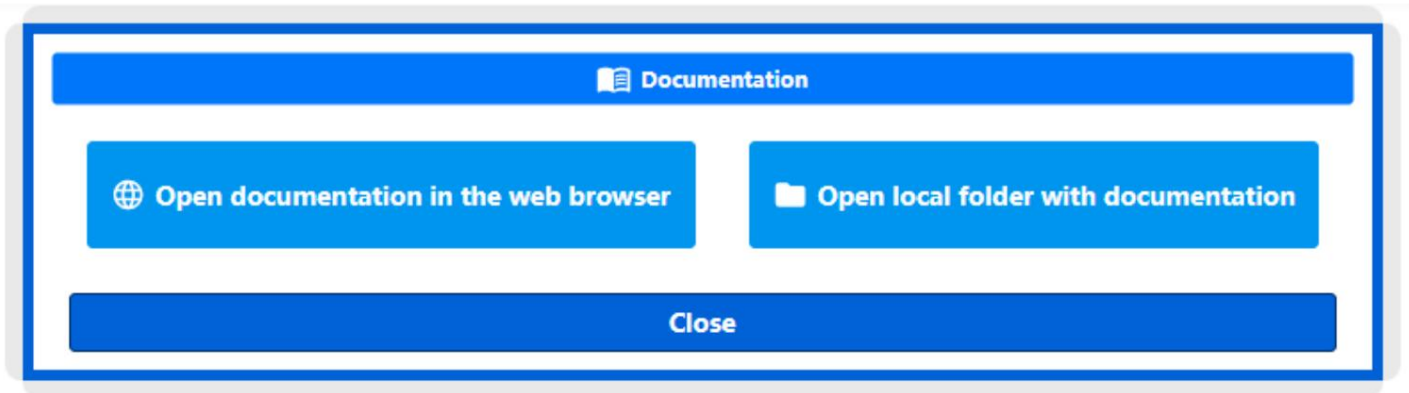 Documentation
Open documentation in the web browser
Open local folder with documentation
Close